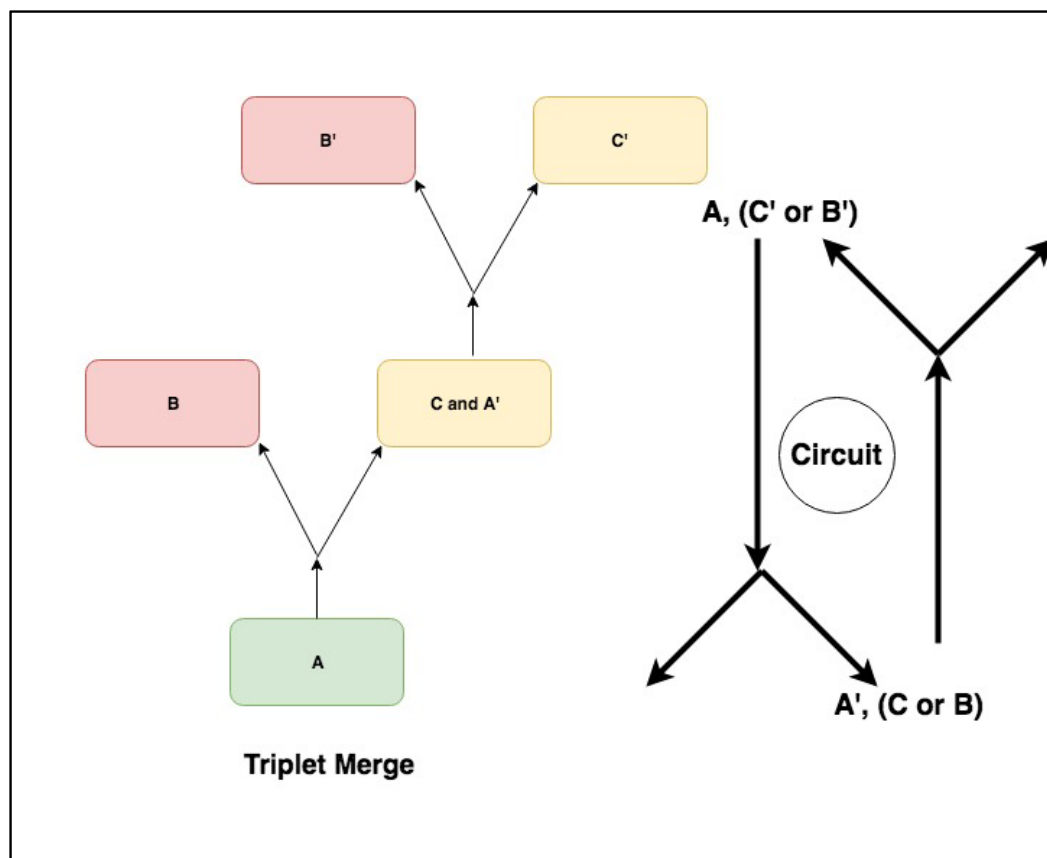 B'
C'
A, (C' or B')
B
C and A'
Circuit
A
A', (C or B)
Triplet Merge